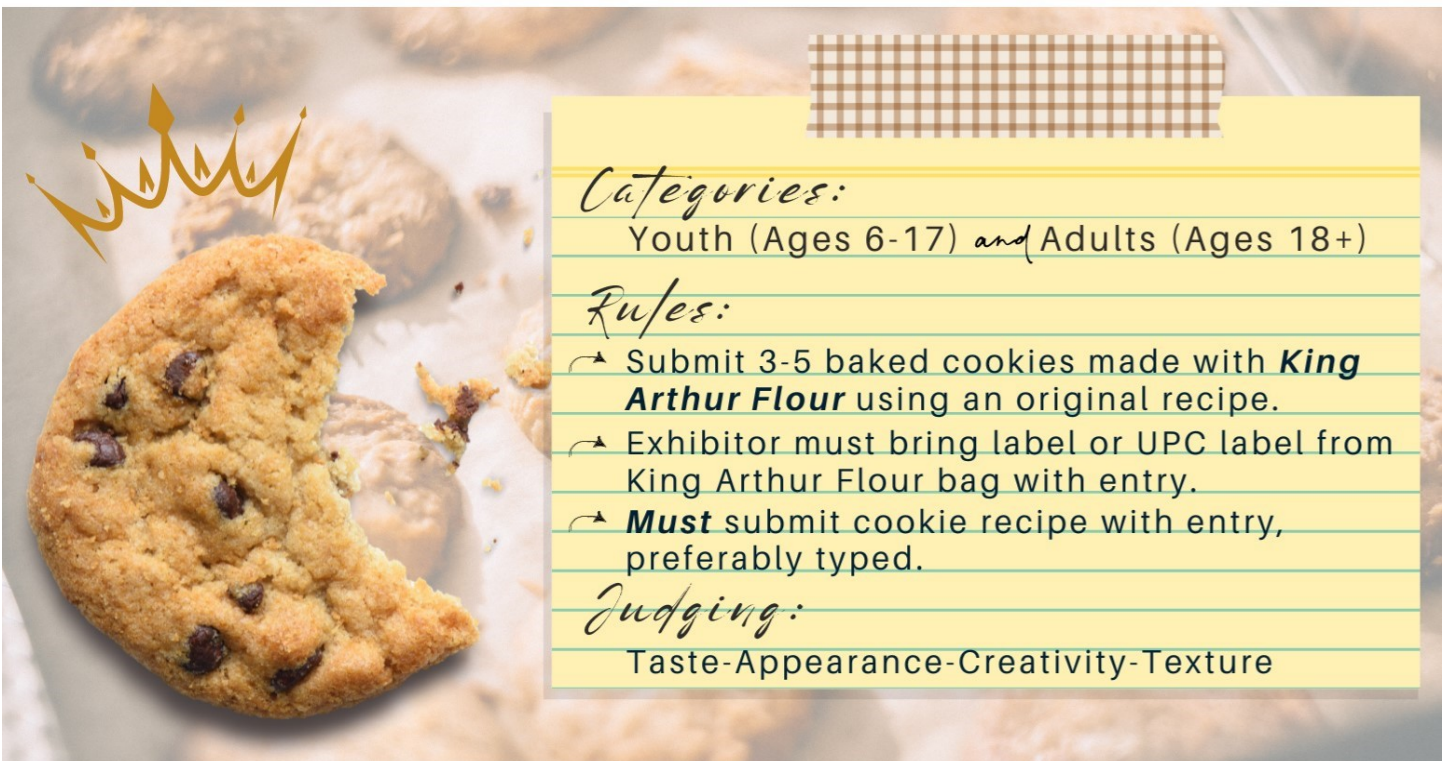 Categories:
Youth (Ages 6-17) and Adults (Ages 18+)
Rules:
Submit 3-5 baked cookies made with King
Arthur Flour using an original recipe.
Exhibitor must bring label or UPC label from
King Arthur Flour bag with entry.
Must submit cookie recipe with entry,
preferably typed.
Judging:
Taste-Appearance-Creativity-Texture